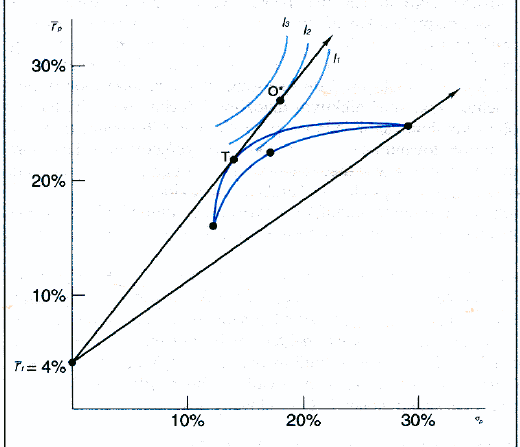 r̅ₚ
I₃
I₂
I₁
30%
O*
T
20%
10%
r̅f = 4%
10%
20%
30%
σₚ